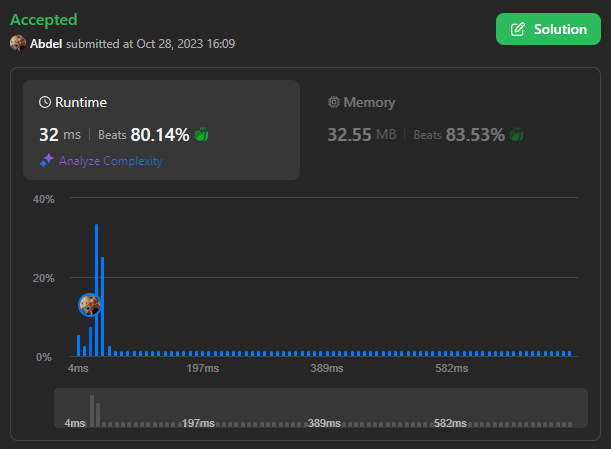 Accepted
Abdel submitted at Oct 28, 2023 16:09
Solution
Runtime
32 ms | Beats 80.14%
Analyze Complexity
Memory
32.55 MB | Beats 83.53%
40%
20%
0%
4ms 197ms 389ms 582ms
4ms 197ms 389ms 582ms